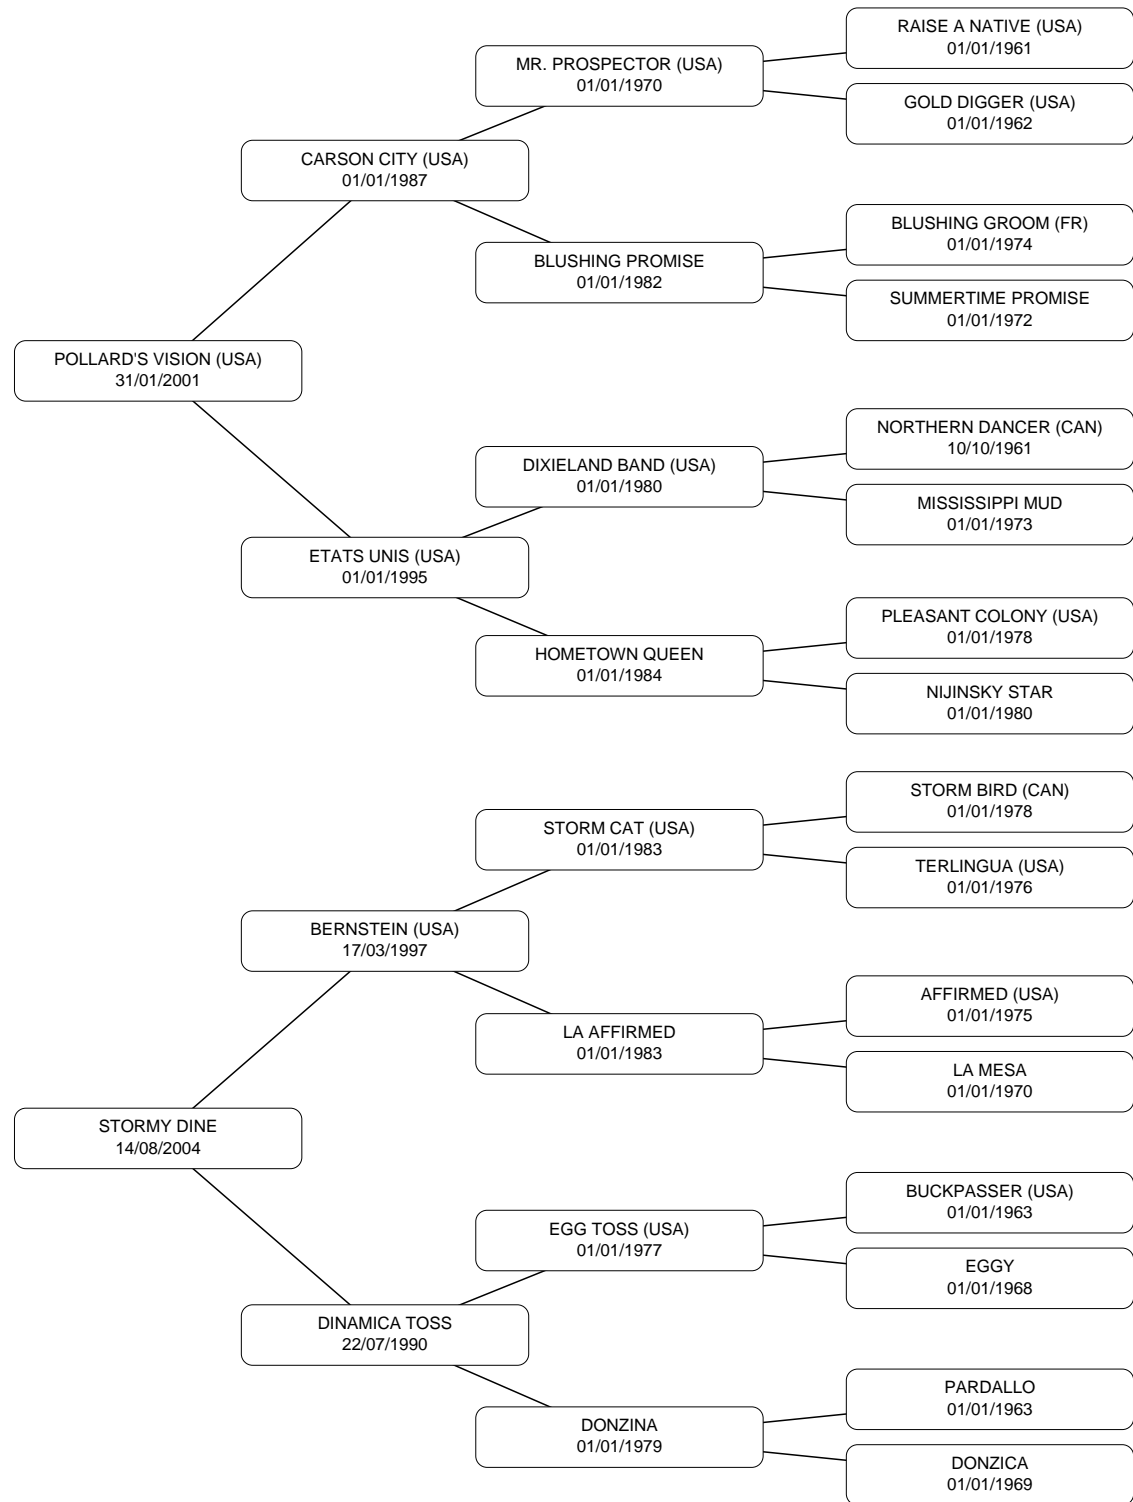 RAISE A NATIVE (USA)
01/01/1961
MR. PROSPECTOR (USA)
01/01/1970
GOLD DIGGER (USA)
01/01/1962
CARSON CITY (USA)
01/01/1987
BLUSHING GROOM (FR)
01/01/1974
BLUSHING PROMISE
01/01/1982
SUMMERTIME PROMISE
01/01/1972
POLLARD'S VISION (USA)
31/01/2001
NORTHERN DANCER (CAN)
10/10/1961
DIXIELAND BAND (USA)
01/01/1980
MISSISSIPPI MUD
01/01/1973
ETATS UNIS (USA)
01/01/1995
PLEASANT COLONY (USA)
01/01/1978
HOMETOWN QUEEN
01/01/1984
NIJINSKY STAR
01/01/1980
STORM BIRD (CAN)
01/01/1978
STORM CAT (USA)
01/01/1983
TERLINGUA (USA)
01/01/1976
BERNSTEIN (USA)
17/03/1997
AFFIRMED (USA)
01/01/1975
LA AFFIRMED
01/01/1983
LA MESA
01/01/1970
STORMY DINE
14/08/2004
BUCKPASSER (USA)
01/01/1963
EGG TOSS (USA)
01/01/1977
EGGY
01/01/1968
DINAMICA TOSS
22/07/1990
PARDALLO
01/01/1963
DONZINA
01/01/1979
DONZICA
01/01/1969